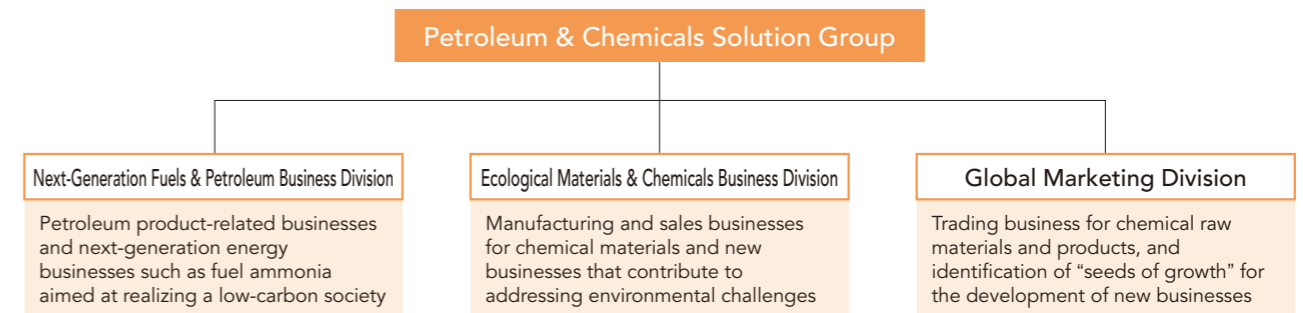 Petroleum & Chemicals Solution Group
Next-Generation Fuels & Petroleum Business Division
Petroleum product-related businesses
and next-generation energy
businesses such as fuel ammonia
aimed at realizing a low-carbon society
Ecological Materials & Chemicals Business Division
Manufacturing and sales businesses
for chemical materials and new
businesses that contribute to
addressing environmental challenges
Global Marketing Division
Trading business for chemical raw
materials and products, and
identification of “seeds of growth” for
the development of new businesses